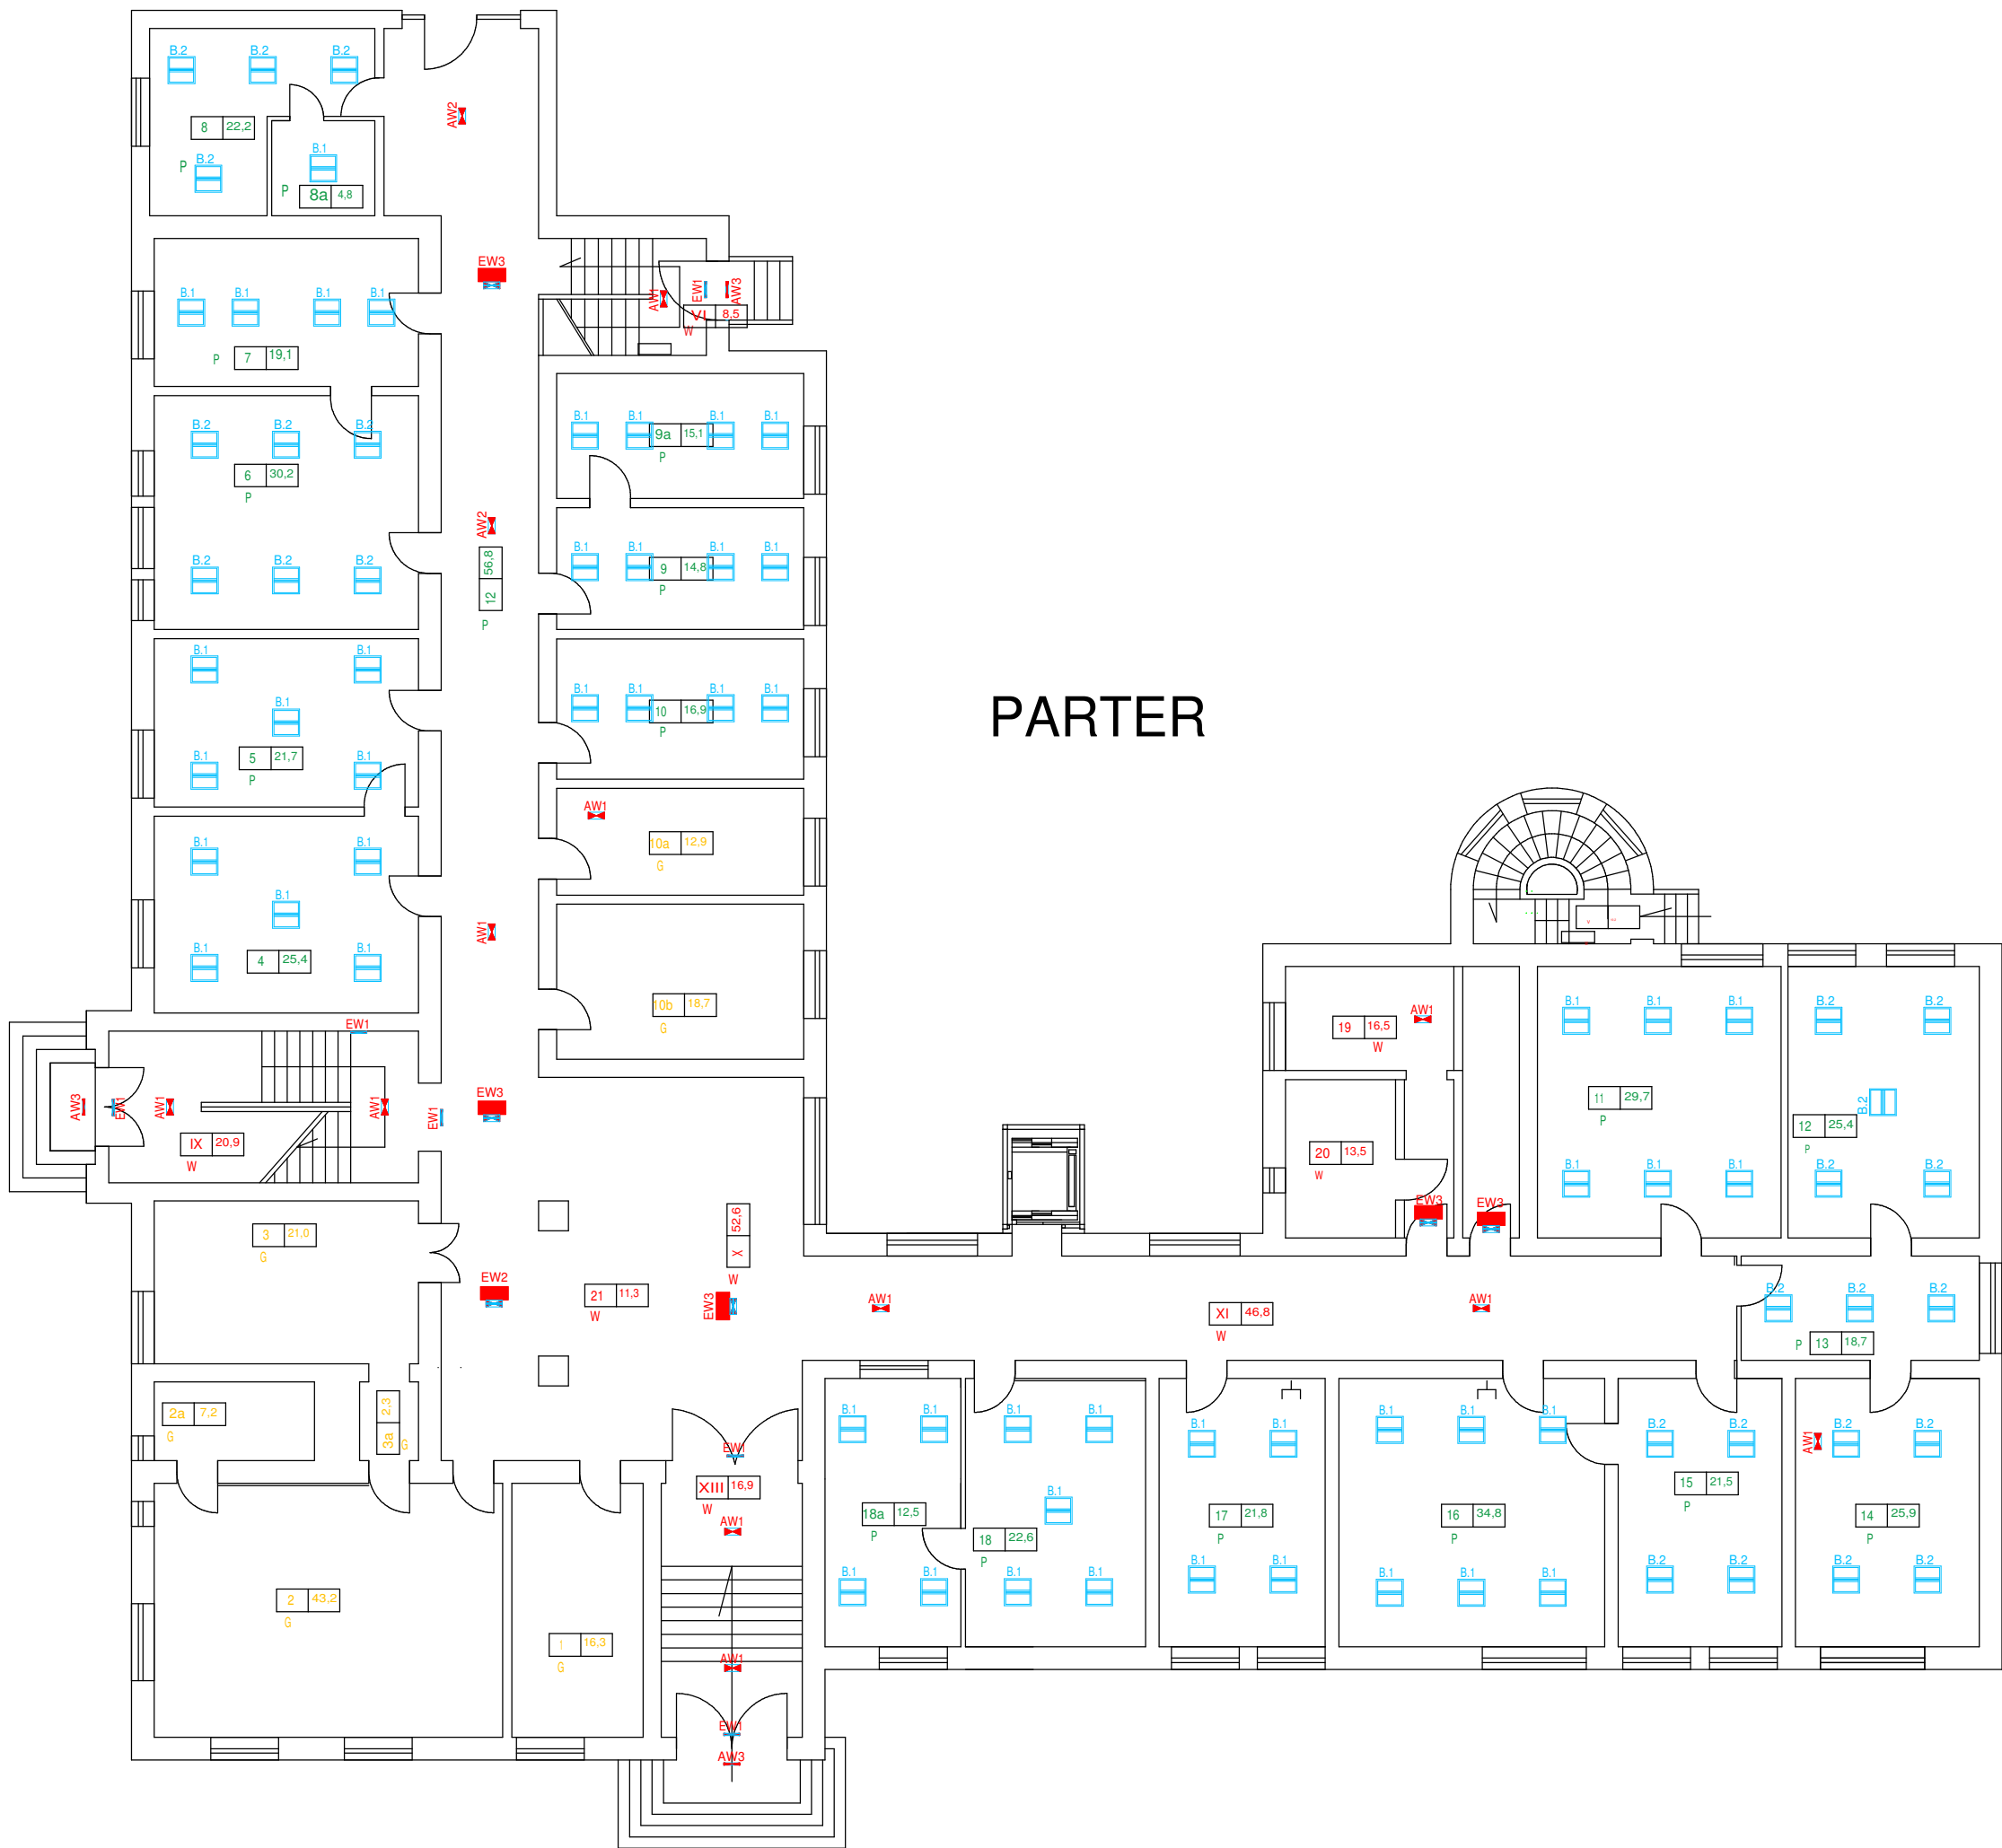 B.2 B.2 B.2
AW2
8 22,2
B.2 B.1
P
P 8a 4,8
EW3
EW1 AW3
AW1
B.1 B.1 B.1 B.1
VI 8,5
W
P 7 19,1
B.1 B.1 B.1 B.1
B.2 B.2 B.2
9a 15,1
P
6 30,2
P
AW2
B.1 B.1 B.1 B.1
12 56,8
P
9 14,8
P
B.2 B.2 B.2
B.1 B.1
B.1
B.1 B.1 B.1 B.1
10 16,9
P
PARTER
5 21,7
P
B.1 B.1
AW1
10a 12,9
G
B.1 B.1
B.1
AW1
B.1 B.1
4 25,4
10b 18,7
G
V
EW1
AW1
19 16,5
W
B.1 B.1 B.1
B.2 B.2
AW3 EW1 AW1 AW1 EW1
EW3
IX 20,9
W
11 29,7
P
B.2
12 25,4
P
20 13,5
W
B.1 B.1 B.1
B.2 B.2
EW3 EW3
3 21,0
G
X 52,6
W
EW2
21 11,3
W
EW3
AW1
XI 46,8
W
AW1
B.2 B.2 B.2
P 13 18,7
2a 7,2
G
3a 2,3
G
B.1 B.1 B.1 B.1 B.1 B.1 B.1 B.1 B.1 B.2 B.2 B.2 B.2
AW1
EW1
XIII 16,9
W
AW1
18a 12,5
P
B.1
18 22,6
P
17 21,8
P
16 34,8
P
15 21,5
P
14 25,9
P
B.1 B.1 B.1 B.1 B.1 B.1 B.1 B.1 B.1 B.2 B.2 B.2 B.2
2 43,2
G
1 16,3
G
AW1
EW1
AW3